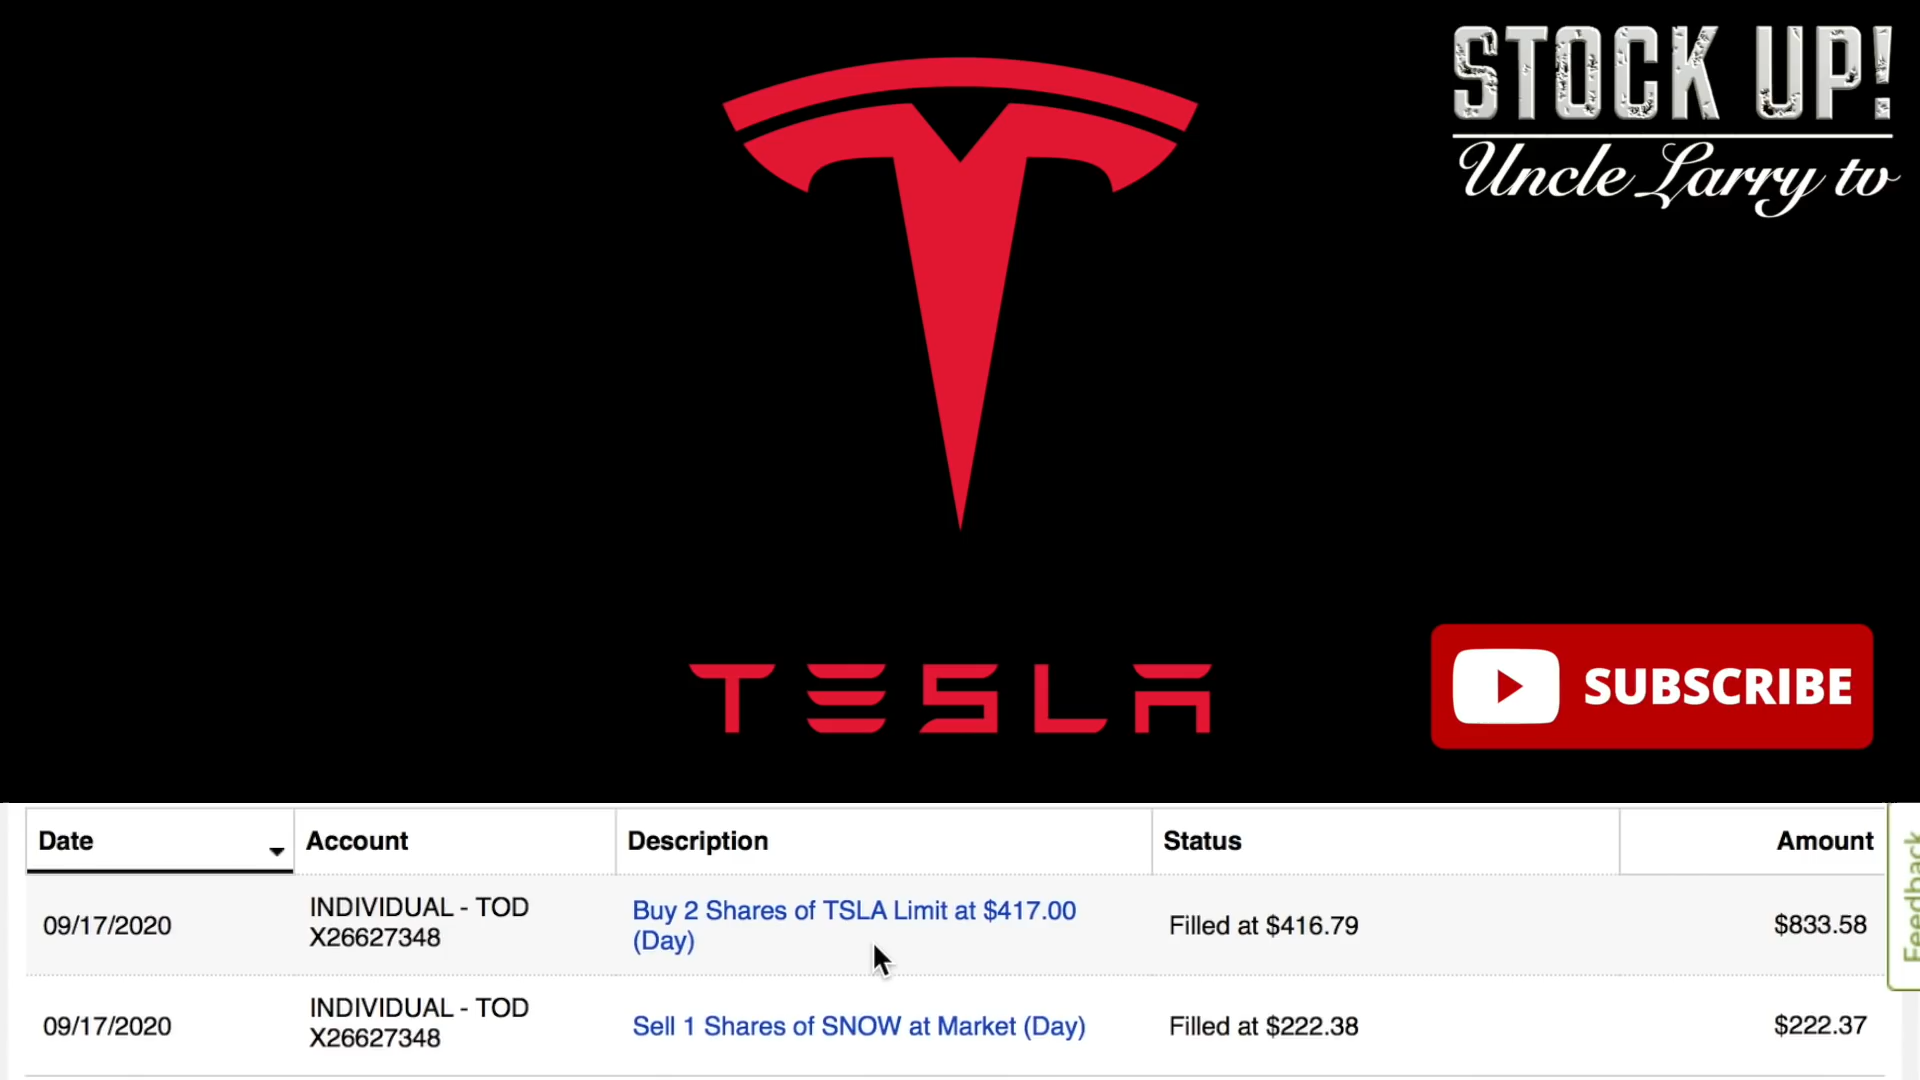 STOCK UP!
Uncle Larry tv
TESLA
SUBSCRIBE
Date Account Description Status Amount
09/17/2020 INDIVIDUAL - TOD X26627348 Buy 2 Shares of TSLA Limit at $417.00 (Day) Filled at $416.79 $833.58
09/17/2020 INDIVIDUAL - TOD X26627348 Sell 1 Shares of SNOW at Market (Day) Filled at $222.38 $222.37
Feedback